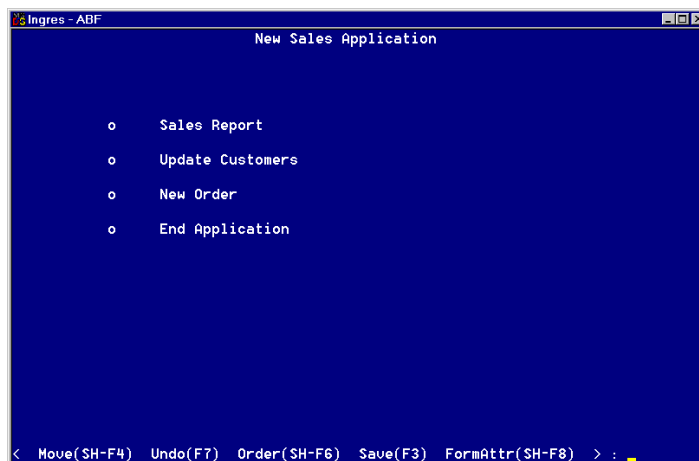 Ingres - ABF
New Sales Application
o Sales Report
o Update Customers
o New Order
o End Application
< Move(SH-F4) Undo(F7) Order(SH-F6) Save(F3) FormAttr(SH-F8) > :